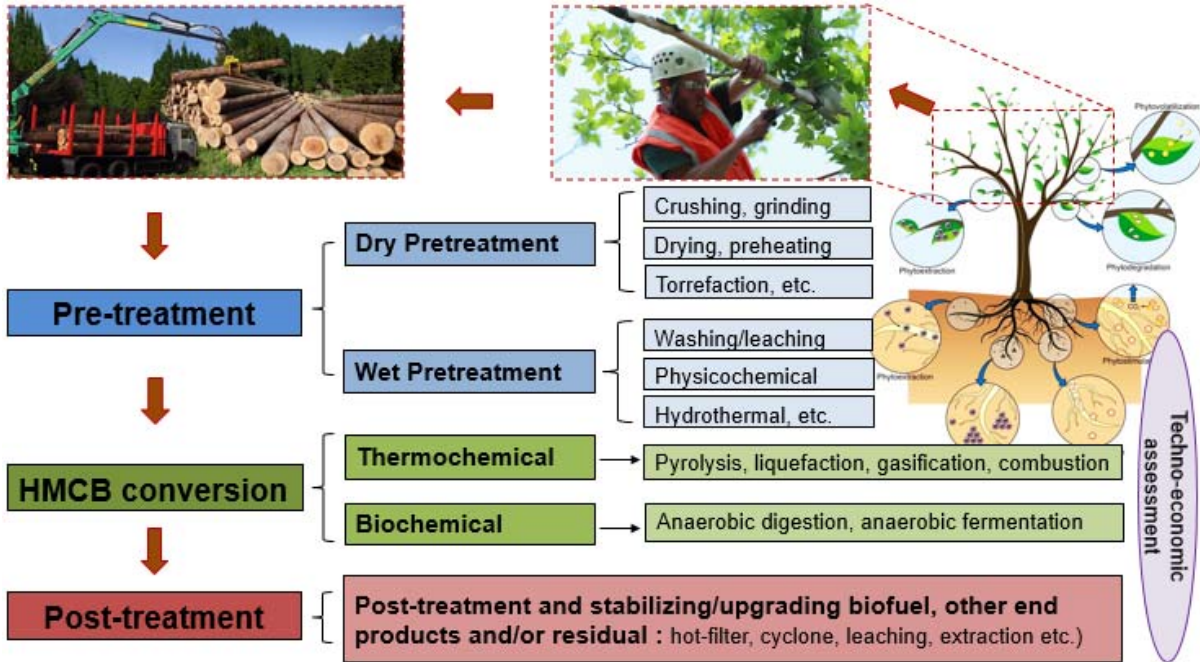 Phytovolatilization
Phytoextraction
Phytodegradation
CO₂
Phytoextraction
Pre-treatment
Dry Pretreatment
Crushing, grinding
Drying, preheating
Torrefaction, etc.
Wet Pretreatment
Washing/leaching
Physicochemical
Hydrothermal, etc.
HMCB conversion
Thermochemical
Pyrolysis, liquefaction, gasification, combustion
Biochemical
Anaerobic digestion, anaerobic fermentation
Post-treatment
Post-treatment and stabilizing/upgrading biofuel, other end
products and/or residual : hot-filter, cyclone, leaching, extraction etc.)
Techno-economic
assessment